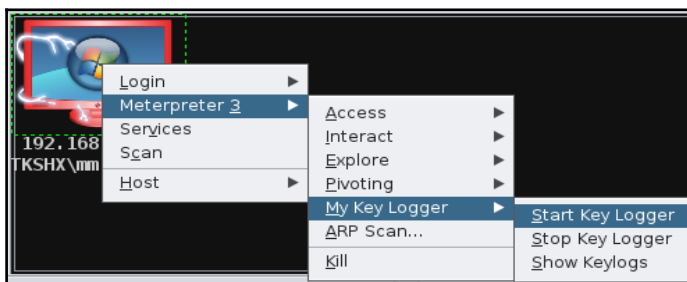 Login
Meterpreter 3
Services
Scan
Host
192.168
TKSHX\mm
Access
Interact
Explore
Pivoting
My Key Logger
ARP Scan...
Kill
Start Key Logger
Stop Key Logger
Show Keylogs